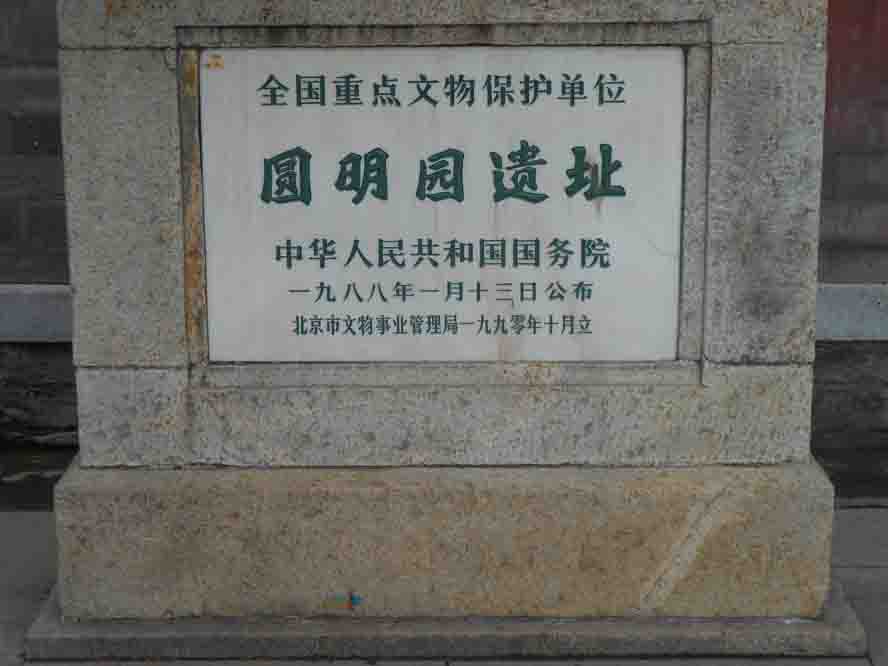 全国重点文物保护单位
圆明园遗址
中华人民共和国国务院
一九八八年一月十三日公布
北京市文物事业管理局一九九零年十月立